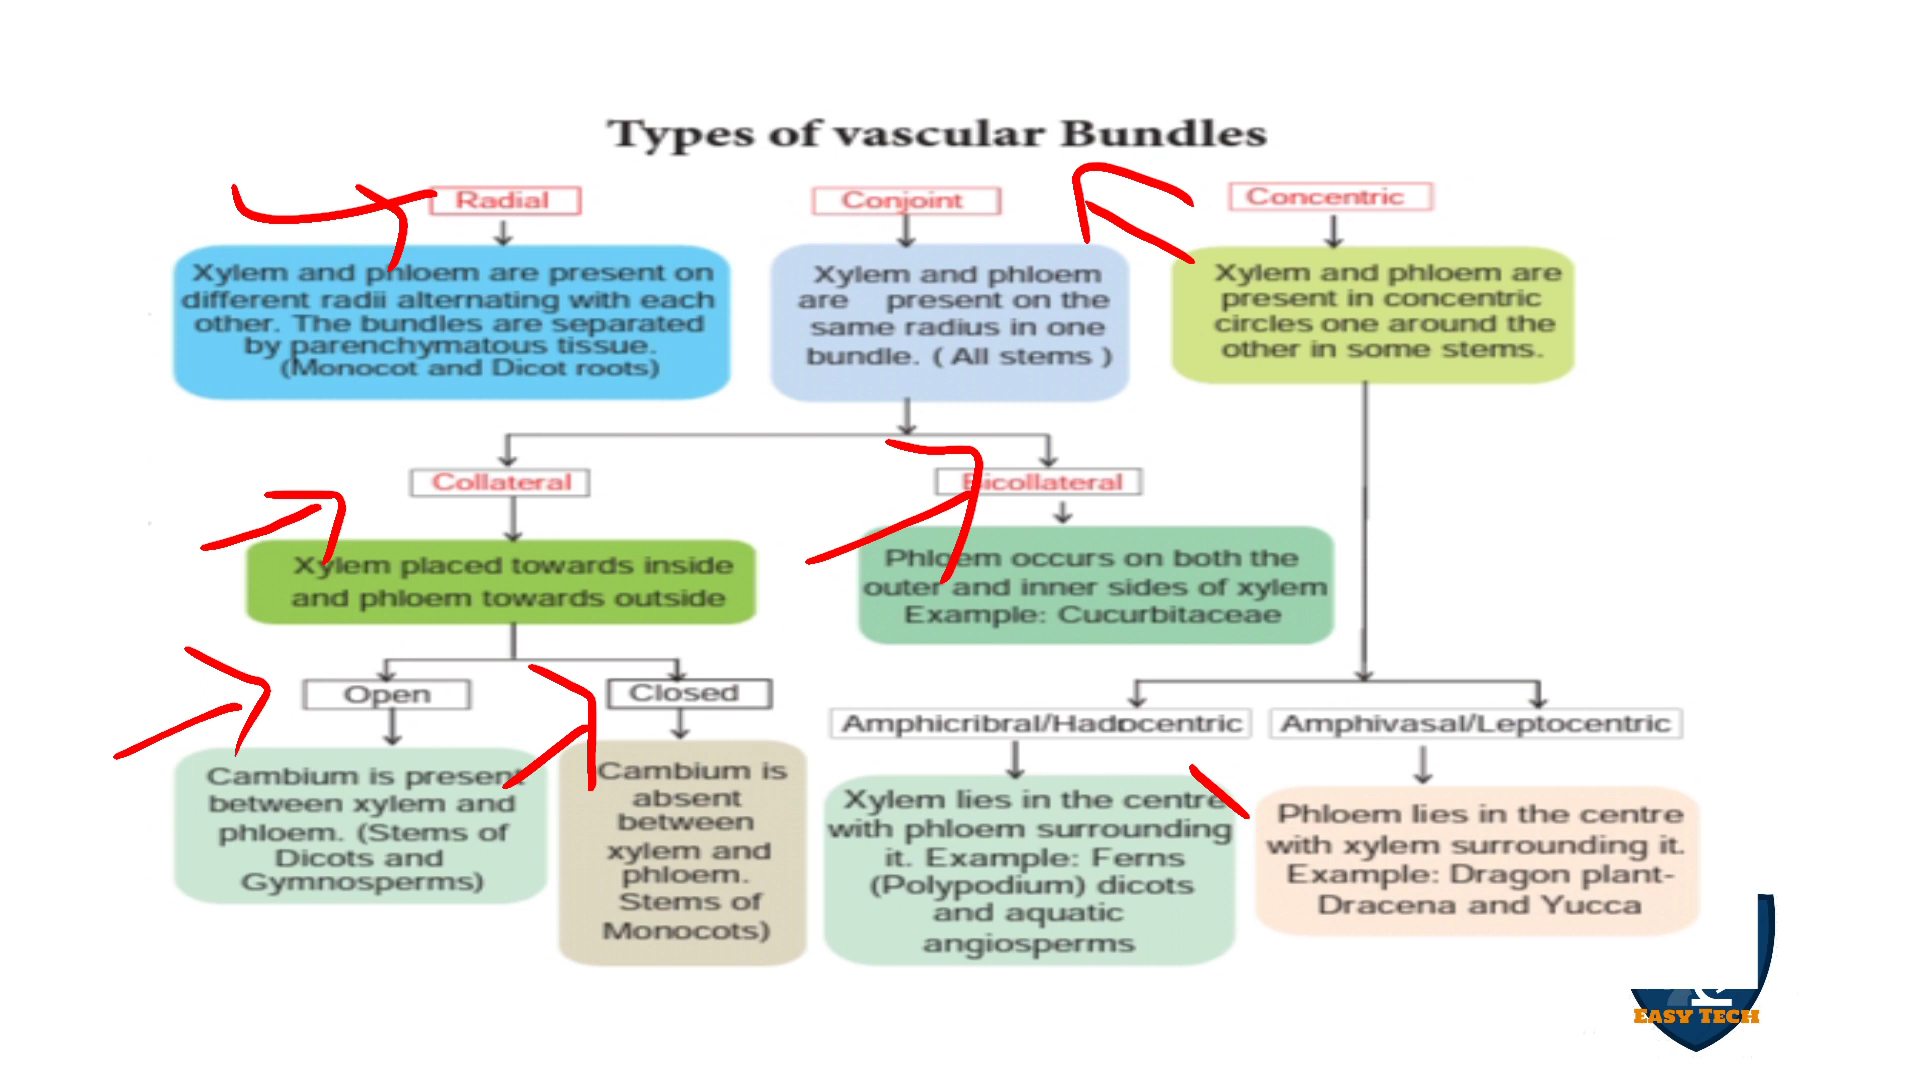 Types of vascular Bundles
Radial
Xylem and phloem are present on
different radii alternating with each
other. The bundles are separated
by parenchymatous tissue.
(Monocot and Dicot roots)
Conjoint
Xylem and phloem
are present on the
same radius in one
bundle. ( All stems )
Concentric
Xylem and phloem are
present in concentric
circles one around the
other in some stems.
Collateral
Xylem placed towards inside
and phloem towards outside
Bicollateral
Phloem occurs on both the
outer and inner sides of xylem
Example: Cucurbitaceae
Open
Cambium is present
between xylem and
phloem. (Stems of
Dicots and
Gymnosperms)
Closed
Cambium is
absent
between
xylem and
phloem.
Stems of
Monocots)
Amphicribral/Hadrocentric
Xylem lies in the centre
with phloem surrounding
it. Example: Ferns
(Polypodium) dicots
and aquatic
angiosperms
Amphivasal/Leptocentric
Phloem lies in the centre
with xylem surrounding it.
Example: Dragon plant-
Dracena and Yucca
EASY TECH